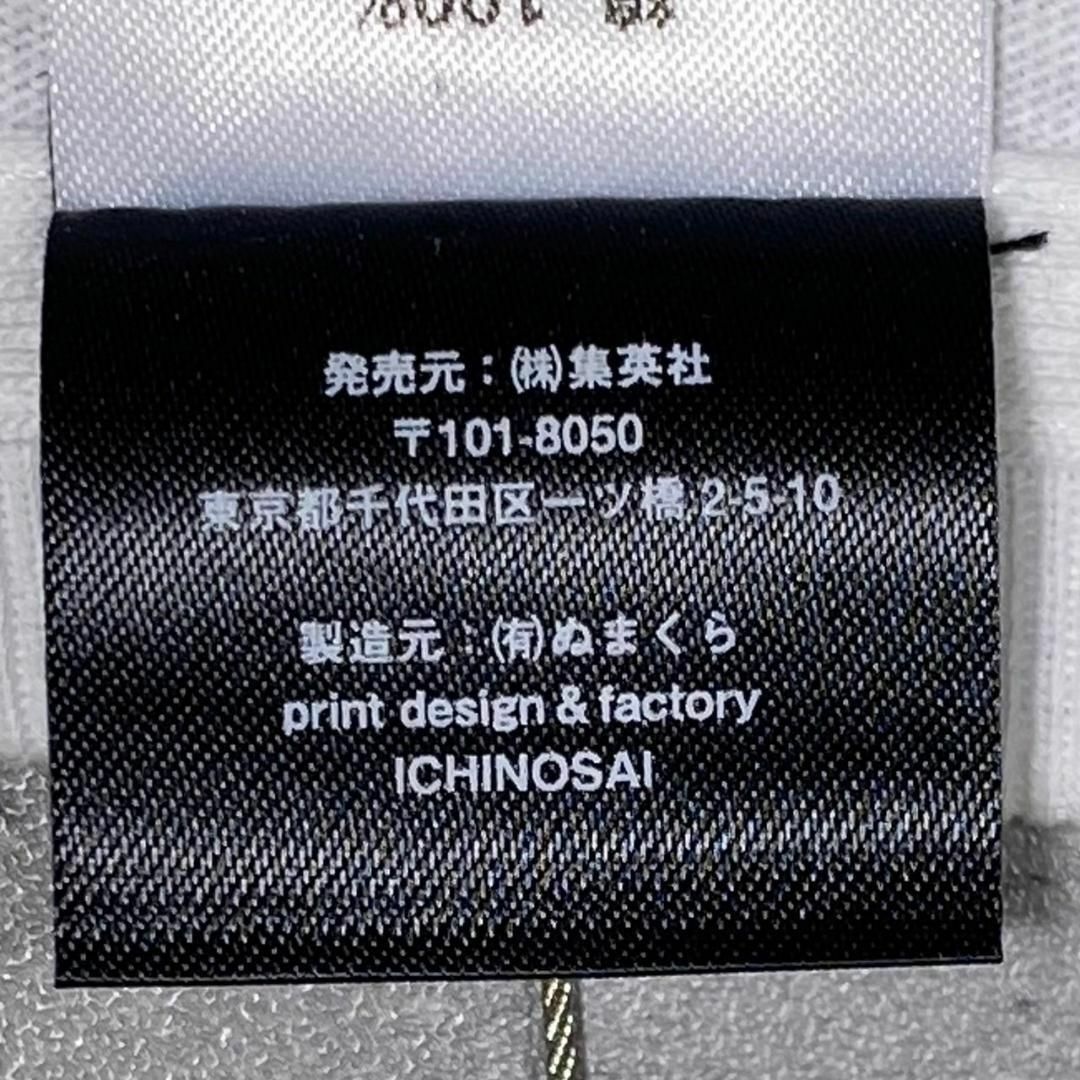 発売元：㈱集英社
〒101-8050
東京都千代田区一ツ橋2-5-10
製造元：㈲ぬまくら
print design & factory
ICHINOSAI